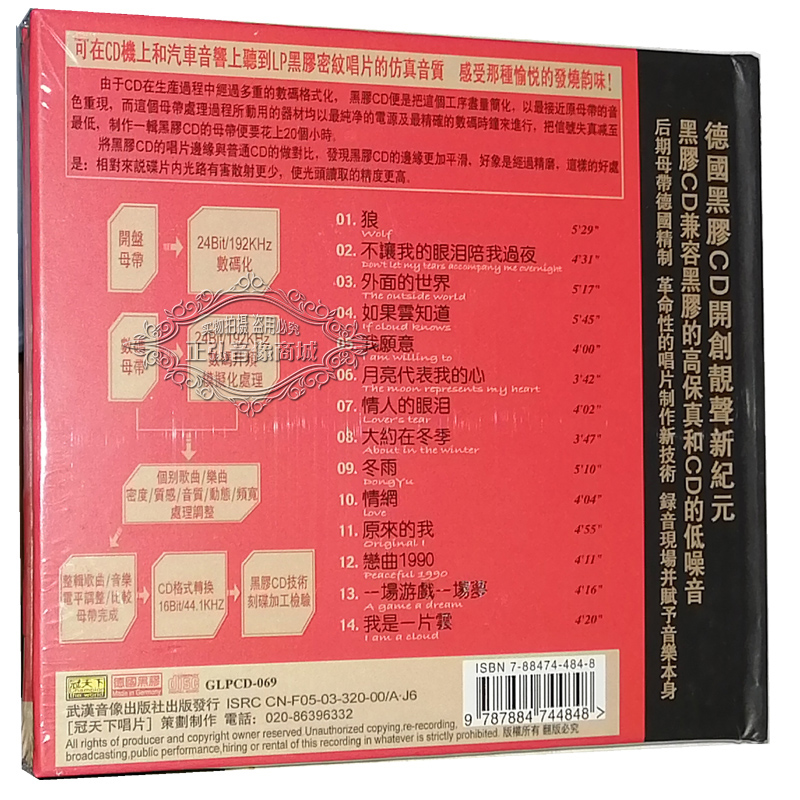 可在CD機上和汽車音響上聽到LP黑膠密紋唱片的仿真音質　感受那種愉悦的發燒韵味！
由于CD在生產過程中經過多重的數碼格式化，黑膠CD便是把這個工序盡量簡化，以最接近原母帶的音
色重現，而這個母帶處理過程所動用的器材均以最純净的電源及最精確的數碼時鐘來進行，把信號失真减至
最低，制作一輯黑膠CD的母帶便要花上20個小時。
將黑膠CD的唱片邊緣與普通CD的做對比，發現黑膠CD的邊緣更加平滑，好象是經過精磨，這樣的好處
是：相對來説碟片内光路有害散射更少，使光頭讀取的精度更高。
開盤
母帶
24Bit/192KHz
數碼化
數碼
母帶
24Bit/192KHz
模擬化處理
个别歌曲/樂曲
密度/質感/音質/動態/頻寬
處理調整
整輯歌曲/音樂
電平調整/比較
母帶完成
CD格式轉换
16Bit/44.1KHZ
黑膠CD技術
刻碟加工檢驗
实物拍摄 盗用必究
正弘音像商城
01. 狼 5'29"
Wolf
02. 不讓我的眼泪陪我過夜 4'31"
Don't let my tears accompany me overnight
03. 外面的世界 5'17"
The outside world
04. 如果雲知道 5'45"
If cloud knows
05. 我願意 4'00"
I am willing to
06. 月亮代表我的心 3'42"
The moon represents my heart
07. 情人的眼泪 4'02"
Lover's tear
08. 大約在冬季 3'47"
About in the winter
09. 冬雨 5'10"
DongYu
10. 情網 4'04"
love
11. 原來的我 4'55"
Original I
12. 戀曲1990 4'11"
Peaceful 1990
13. 一場游戲一場夢 4'16"
A game a dream
14. 我是一片雲 4'20"
I am a cloud
德國黑膠CD開創靚聲新紀元
黑膠CD兼容黑膠的高保真和CD的低噪音
后期母帶德國精制　革命性的唱片制作新技術　録音現場并賦予音樂本身
冠天下
德國黑膠
Made in Germany
GLPCD-069
武漢音像出版社出版發行 ISRC CN-F05-03-320-00/A·J6
[冠天下唱片] 策劃制作 電話：020-86396332
All rights of producer and copyright owner reserved.Unauthorized copying,re-recording,
broadcasting,public performance,hiring or rental of this recording in whatever is strictly prohibited. 版權所有 翻版必究
ISBN 7-88474-484-8
9 787884 744848 >